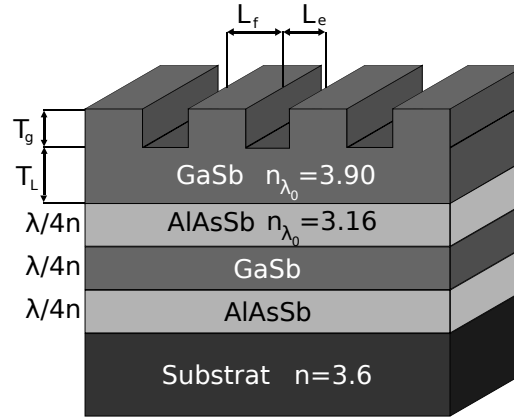 L_f L_e
T_g
T_L
GaSb n_λ₀=3.90
λ/4n AlAsSb n_λ₀=3.16
λ/4n GaSb
λ/4n AlAsSb
Substrat n=3.6